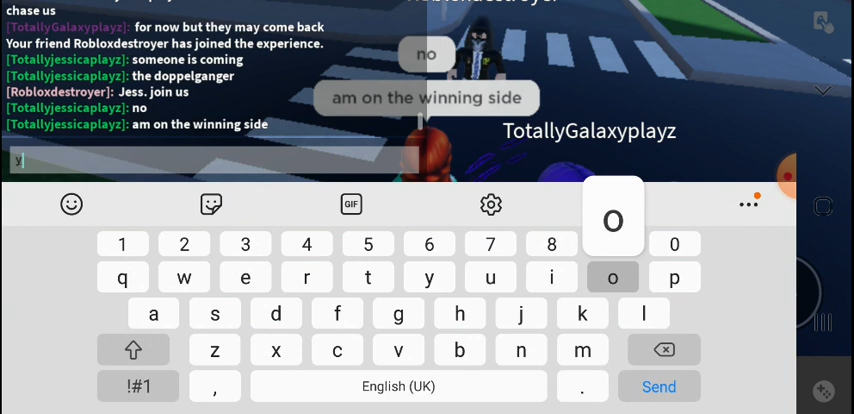 chase us
[TotallyGalaxyplayz]: for now but they may come back
Your friend Robloxdestroyer has joined the experience.
[Totallyjessicaplayz]: someone is coming
[Totallyjessicaplayz]: the doppelganger
[Robloxdestroyer]: Jess. join us
[Totallyjessicaplayz]: no
[Totallyjessicaplayz]: am on the winning side
no
am on the winning side
TotallyGalaxyplayz
y
GIF
o
1 2 3 4 5 6 7 8 0
q w e r t y u i o p
a s d f g h j k l
z x c v b n m
!#1 , English (UK) . Send